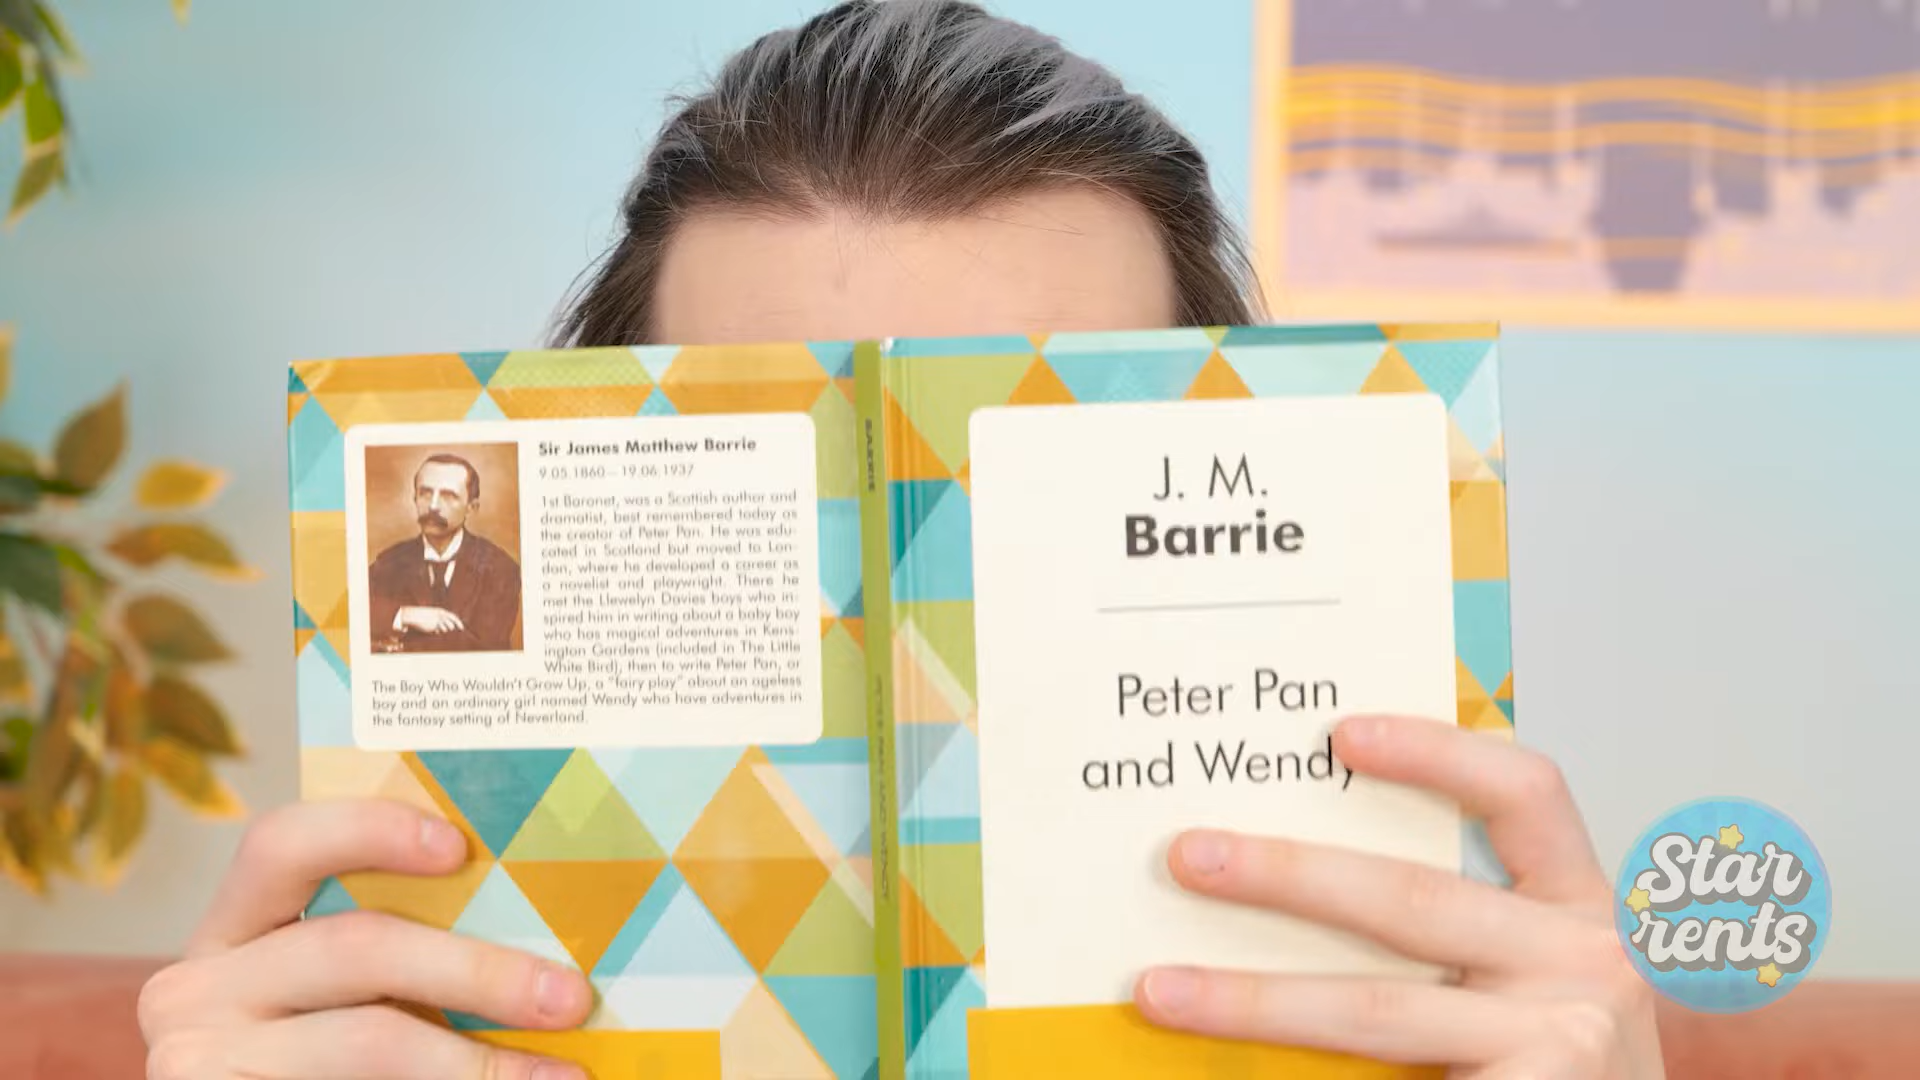 Sir James Matthew Barrie
9.05.1860 – 19.06.1937
1st Baronet, was a Scottish author and
dramatist, best remembered today as
the creator of Peter Pan. He was edu-
cated in Scotland but moved to Lon-
don, where he developed a career as
a novelist and playwright. There he
met the Llewelyn Davies boys who in-
spired him in writing about a baby boy
who has magical adventures in Kens-
ington Gardens (included in The Little
White Bird), then to write Peter Pan, or
The Boy Who Wouldn't Grow Up, a "fairy play" about an ageless
boy and an ordinary girl named Wendy who have adventures in
the fantasy setting of Neverland.
BARRIE
PETER PAN AND WENDY
J. M.
Barrie
Peter Pan
and Wendy
Star
rents